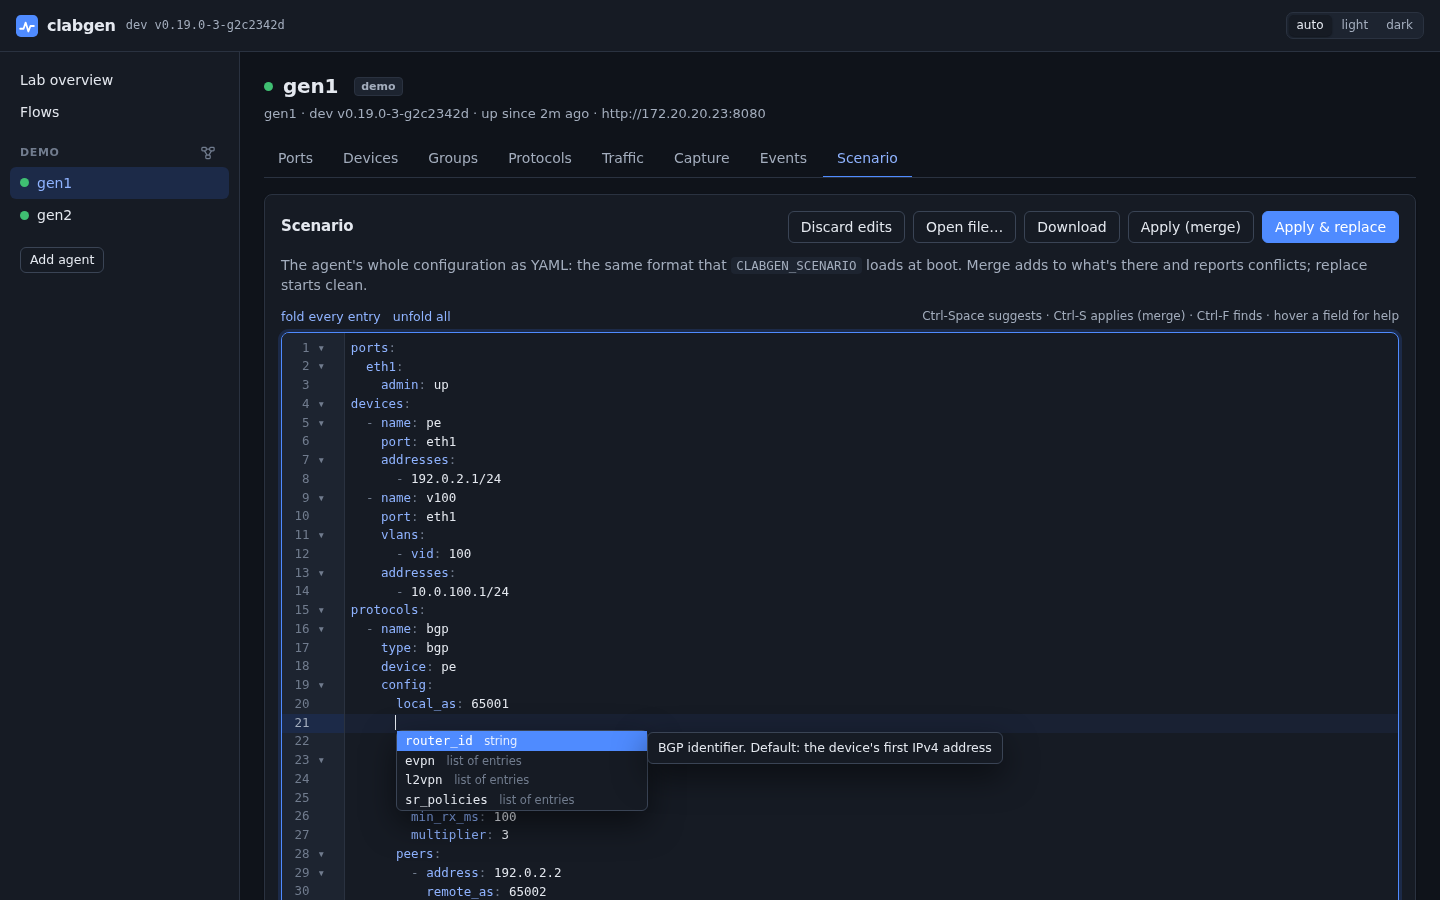 clabgen dev v0.19.0-3-g2c2342d
auto light dark
Lab overview
Flows
DEMO
gen1
gen2
Add agent
gen1 demo
gen1 · dev v0.19.0-3-g2c2342d · up since 2m ago · http://172.20.20.23:8080
Ports Devices Groups Protocols Traffic Capture Events Scenario
Scenario
Discard edits Open file… Download Apply (merge) Apply & replace
The agent's whole configuration as YAML: the same format that CLABGEN_SCENARIO loads at boot. Merge adds to what's there and reports conflicts; replace
starts clean.
fold every entry unfold all
Ctrl-Space suggests · Ctrl-S applies (merge) · Ctrl-F finds · hover a field for help
1 ports:
2 eth1:
3 admin: up
4 devices:
5 - name: pe
6 port: eth1
7 addresses:
8 - 192.0.2.1/24
9 - name: v100
10 port: eth1
11 vlans:
12 - vid: 100
13 addresses:
14 - 10.0.100.1/24
15 protocols:
16 - name: bgp
17 type: bgp
18 device: pe
19 config:
20 local_as: 65001
21
22 router_id string
BGP identifier. Default: the device's first IPv4 address
23 evpn list of entries
24 l2vpn list of entries
25 sr_policies list of entries
26 min_rx_ms: 100
27 multiplier: 3
28 peers:
29 - address: 192.0.2.2
30 remote_as: 65002